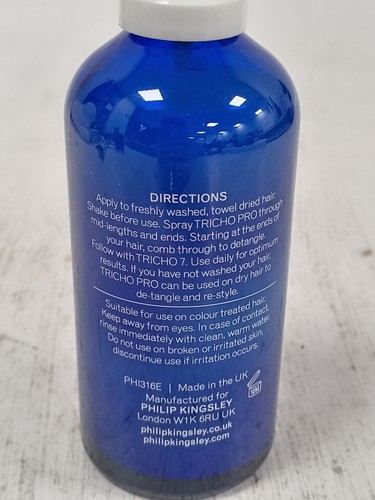 DIRECTIONS
Apply to freshly washed, towel dried hair.
Shake before use. Spray TRICHO PRO through
mid-lengths and ends. Starting at the ends of
your hair, comb through to detangle.
Follow with TRICHO 7. Use daily for optimum
results. If you have not washed your hair,
TRICHO PRO can be used on dry hair to
de-tangle and re-style.
Suitable for use on colour treated hair.
Keep away from eyes. In case of contact,
rinse immediately with clean, warm water.
Do not use on broken or irritated skin,
discontinue use if irritation occurs.
PHI316E | Made in the UK
Manufactured for
PHILIP KINGSLEY
London W1K 6RU UK
philipkingsley.co.uk
philipkingsley.com